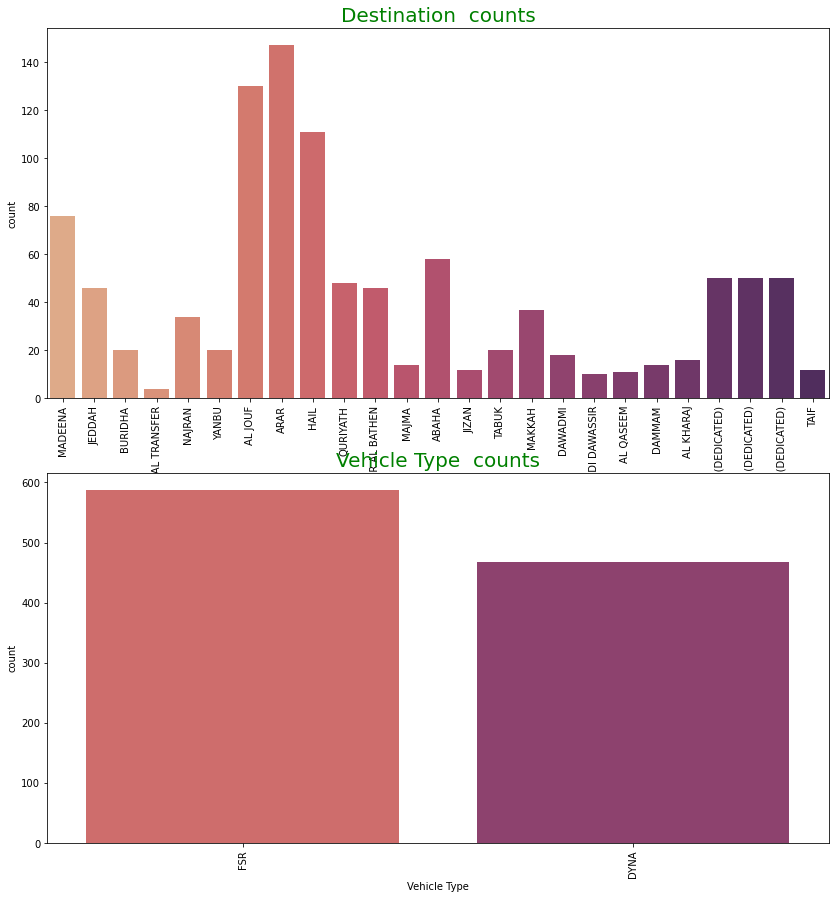 Destination  counts
count
140
120
100
80
60
40
20
0
MADEENA
JEDDAH
BURIDHA
AL TRANSFER
NAJRAN
YANBU
AL JOUF
ARAR
HAIL
QURIYATH
R AL BATHEN
MAJMA
ABAHA
JIZAN
TABUK
MAKKAH
DAWADMI
DI DAWASSIR
AL QASEEM
DAMMAM
AL KHARAJ
(DEDICATED)
(DEDICATED)
(DEDICATED)
TAIF
Vehicle Type  counts
count
600
500
400
300
200
100
0
FSR
DYNA
Vehicle Type